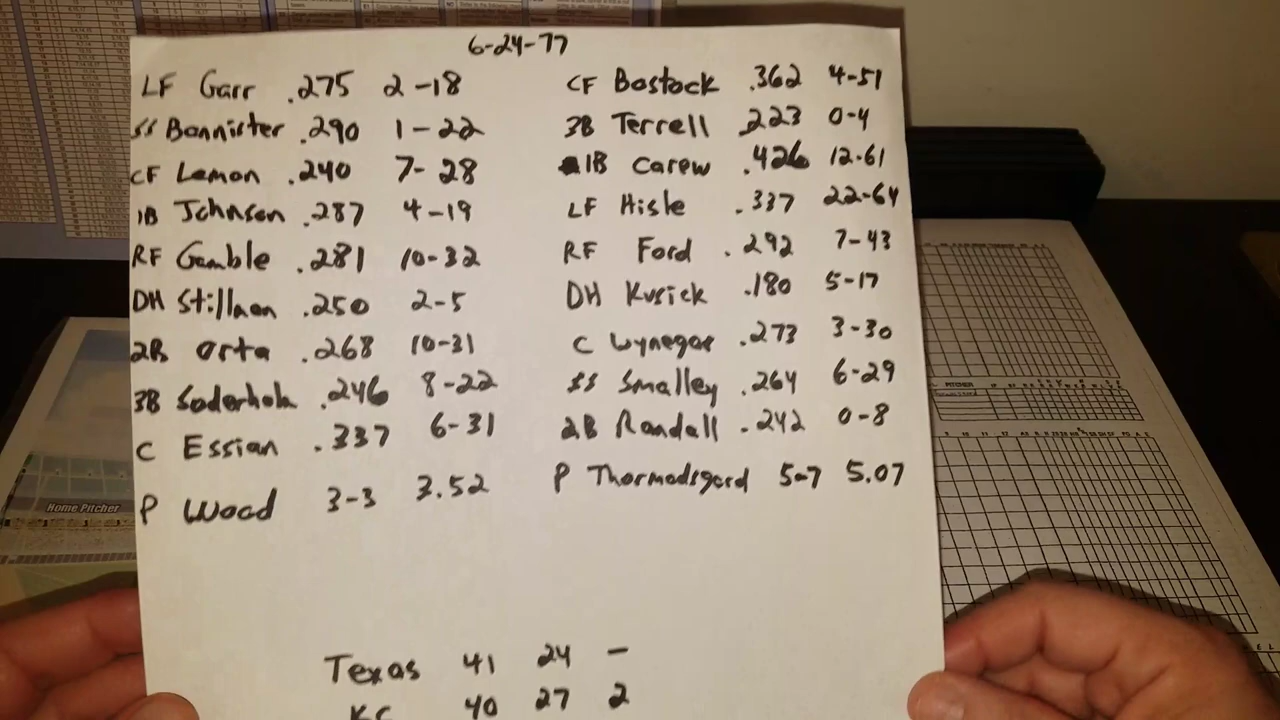 6-24-77
LF Garr .275 2-18
SS Bannister .290 1-22
CF Lemon .240 7-28
1B Johnson .287 4-19
RF Gamble .281 10-32
DH Stillman .250 2-5
2B Orta .268 10-31
3B Soderholm .246 8-22
C Essian .337 6-31
P Wood 3-3 3.52
CF Bostock .362 4-51
3B Terrell .223 0-4
1B Carew .426 12-61
LF Hisle .337 22-64
RF Ford .292 7-43
DH Kusick .180 5-17
C Wynegar .273 3-30
SS Smalley .264 6-29
2B Randall .242 0-8
P Thormodsgard 5-7 5.07
Texas 41 24 -
KC 40 27 2
Home Pitcher
PITCHER